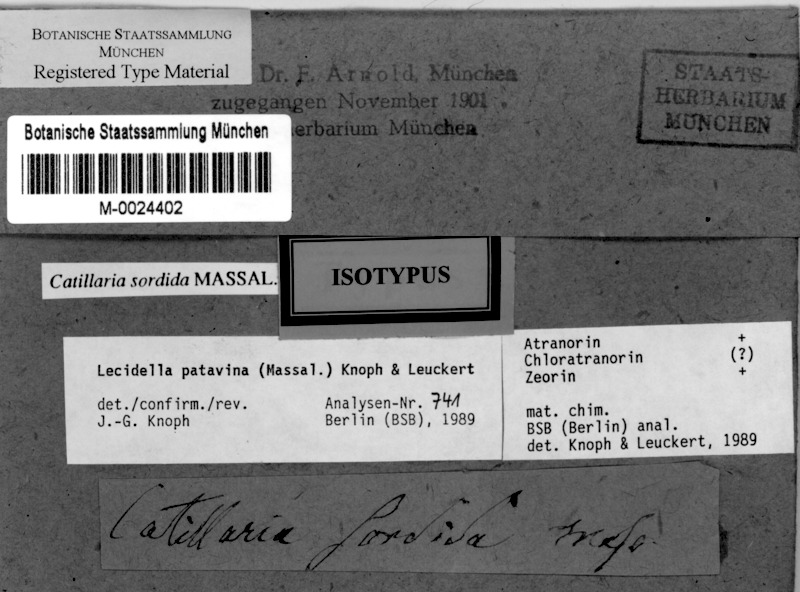 BOTANISCHE STAATSSAMMLUNG
MÜNCHEN
Registered Type Material
Dr. F. Arnold, München
zugegangen November 1901.
erbarium München
STAATS-
HERBARIUM
MÜNCHEN
Botanische Staatssammlung München
M-0024402
Catillaria sordida MASSAL.
ISOTYPUS
Lecidella patavina (Massal.) Knoph & Leuckert
det./confirm./rev. Analysen-Nr. 741
J.-G. Knoph Berlin (BSB), 1989
Atranorin +
Chloratranorin (?)
Zeorin +
mat. chim.
BSB (Berlin) anal.
det. Knoph & Leuckert, 1989
Catillaria sordida Mass.